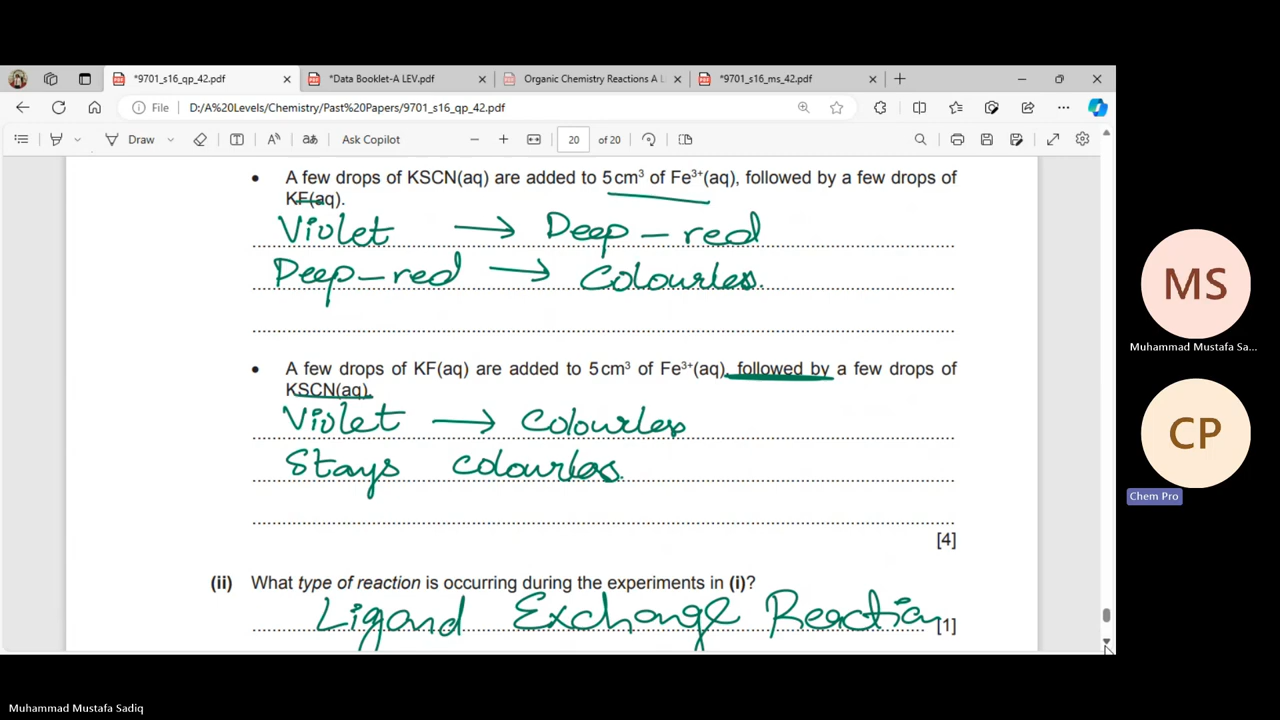 *9701_s16_qp_42.pdf
*Data Booklet-A LEV.pdf
Organic Chemistry Reactions A L
*9701_s16_ms_42.pdf
File
D:/A%20Levels/Chemistry/Past%20Papers/9701_s16_qp_42.pdf
Draw
aあ
Ask Copilot
20 of 20
• A few drops of KSCN(aq) are added to 5 cm³ of Fe³⁺(aq), followed by a few drops of
KF(aq).
Violet → Deep-red
Deep-red → Colourless.
• A few drops of KF(aq) are added to 5 cm³ of Fe³⁺(aq), followed by a few drops of
KSCN(aq).
Violet → Colourless
Stays colourless.
[4]
(ii) What type of reaction is occurring during the experiments in (i)?
Ligand Exchange Reaction [1]
MS
Muhammad Mustafa Sa...
CP
Chem Pro
Muhammad Mustafa Sadiq